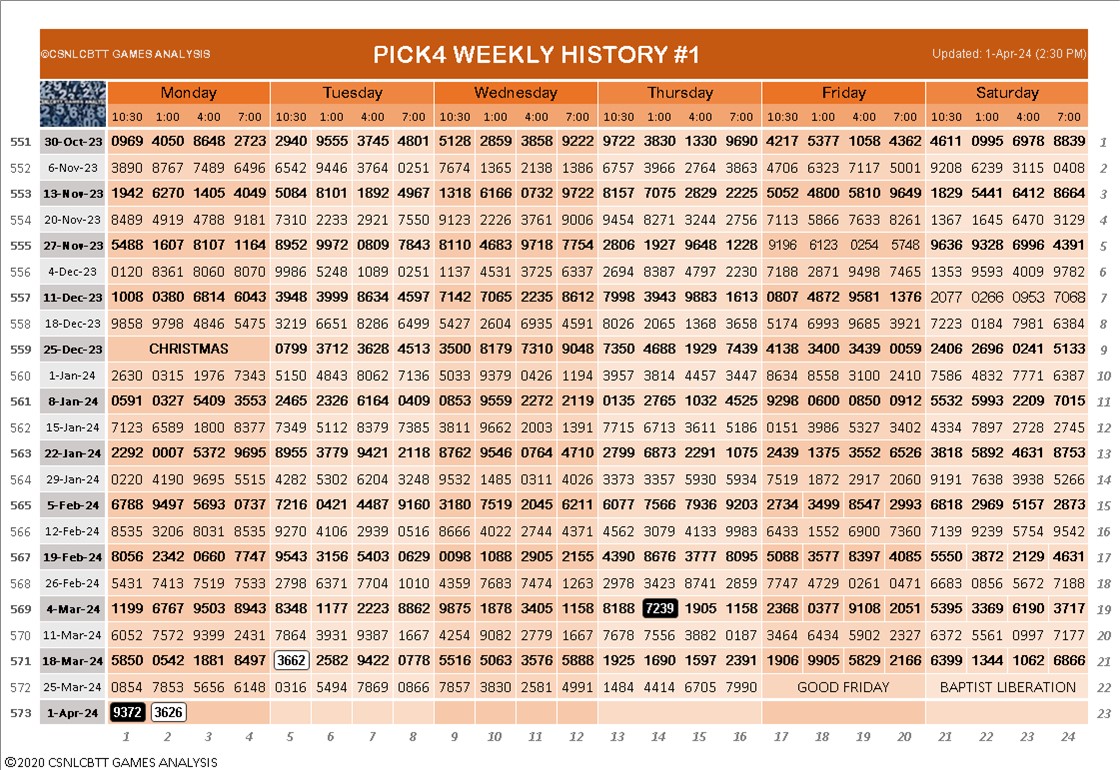 ©CSNLCBTT GAMES ANALYSIS PICK4 WEEKLY HISTORY #1 Updated: 1-Apr-24 (2:30 PM)
Monday Tuesday Wednesday Thursday Friday Saturday
10:30 1:00 4:00 7:00 10:30 1:00 4:00 7:00 10:30 1:00 4:00 7:00 10:30 1:00 4:00 7:00 10:30 1:00 4:00 7:00 10:30 1:00 4:00 7:00
551 30-Oct-23 0969 4050 8648 2723 2940 9555 3745 4801 5128 2859 3858 9222 9722 3830 1330 9690 4217 5377 1058 4362 4611 0995 6978 8839 1
552 6-Nov-23 3890 8767 7489 6496 6542 9446 3764 0251 7674 1365 2138 1386 6757 3966 2764 3863 4706 6323 7117 5001 9208 6239 3115 0408 2
553 13-Nov-23 1942 6270 1405 4049 5084 8101 1892 4967 1318 6166 0732 9722 8157 7075 2829 2225 5052 4800 5810 9649 1829 5441 6412 8664 3
554 20-Nov-23 8489 4919 4788 9181 7310 2233 2921 7550 9123 2226 3761 9006 9454 8271 3244 2756 7113 5866 7633 8261 1367 1645 6470 3129 4
555 27-Nov-23 5488 1607 8107 1164 8952 9972 0809 7843 8110 4683 9718 7754 2806 1927 9648 1228 9196 6123 0254 5748 9636 9328 6996 4391 5
556 4-Dec-23 0120 8361 8060 8070 9986 5248 1089 0251 1137 4531 3725 6337 2694 8387 4797 2230 7188 2871 9498 7465 1353 9593 4009 9782 6
557 11-Dec-23 1008 0380 6814 6043 3948 3999 8634 4597 7142 7065 2235 8612 7998 3943 9883 1613 0807 4872 9581 1376 2077 0266 0953 7068 7
558 18-Dec-23 9858 9798 4846 5475 3219 6651 8286 6499 5427 2604 6935 4591 8026 2065 1368 3658 5174 6993 9685 3921 7223 0184 7981 6384 8
559 25-Dec-23 CHRISTMAS 0799 3712 3628 4513 3500 8179 7310 9048 7350 4688 1929 7439 4138 3400 3439 0059 2406 2696 0241 5133 9
560 1-Jan-24 2630 0315 1976 7343 5150 4843 8062 7136 5033 9379 0426 1194 3957 3814 4457 3447 8634 8558 3100 2410 7586 4832 7771 6387 10
561 8-Jan-24 0591 0327 5409 3553 2465 2326 6164 0409 0853 9559 2272 2119 0135 2765 1032 4525 9298 0600 0850 0912 5532 5993 2209 7015 11
562 15-Jan-24 7123 6589 1800 8377 7349 5112 8379 7385 3811 9662 2003 1391 7715 6713 3611 5186 0151 3986 5327 3402 4334 7897 2728 2745 12
563 22-Jan-24 2292 0007 5372 9695 8955 3779 9421 2118 8762 9546 0764 4710 2799 6873 2291 1075 2439 1375 3552 6526 3818 5892 4631 8753 13
564 29-Jan-24 0220 4190 9695 5515 4282 5302 6204 3248 9532 1485 0311 4026 3373 3357 5930 5934 7519 1872 2917 2060 9191 7638 3938 5266 14
565 5-Feb-24 6788 9497 5693 0737 7216 0421 4487 9160 3180 7519 2045 6211 6077 7566 7936 9203 2734 3499 8547 2993 6818 2969 5157 2873 15
566 12-Feb-24 8535 3206 8031 8535 9270 4106 2939 0516 8666 4022 2744 4371 4562 3079 4133 9983 6433 1552 6900 7360 7139 9239 5754 9542 16
567 19-Feb-24 8056 2342 0660 7747 9543 3156 5403 0629 0098 1088 2905 2155 4390 8676 3777 8095 5088 3577 8397 4085 5550 3872 2129 4631 17
568 26-Feb-24 5431 7413 7519 7533 2798 6371 7704 1010 4359 7683 7474 1263 2978 3423 8741 2859 7747 4729 0261 0471 6683 0856 5672 7188 18
569 4-Mar-24 1199 6767 9503 8943 8348 1177 2223 8862 9875 1878 3405 1158 8188 7239 1905 1158 2368 0377 9108 2051 5395 3369 6190 3717 19
570 11-Mar-24 6052 7572 9399 2431 7864 3931 9387 1667 4254 9082 2779 1667 7678 7556 3882 0187 3464 6434 5902 2327 6372 5561 0997 7177 20
571 18-Mar-24 5850 0542 1881 8497 3662 2582 9422 0778 5516 5063 3576 5888 1925 1690 1597 2391 1906 9905 5829 2166 6399 1344 1062 6866 21
572 25-Mar-24 0854 7853 5656 6148 0316 5494 7869 0866 7857 3830 2581 4991 1484 4414 6705 7990 GOOD FRIDAY BAPTIST LIBERATION 22
573 1-Apr-24 9372 3626 23
1 2 3 4 5 6 7 8 9 10 11 12 13 14 15 16 17 18 19 20 21 22 23 24
©2020 CSNLCBTT GAMES ANALYSIS